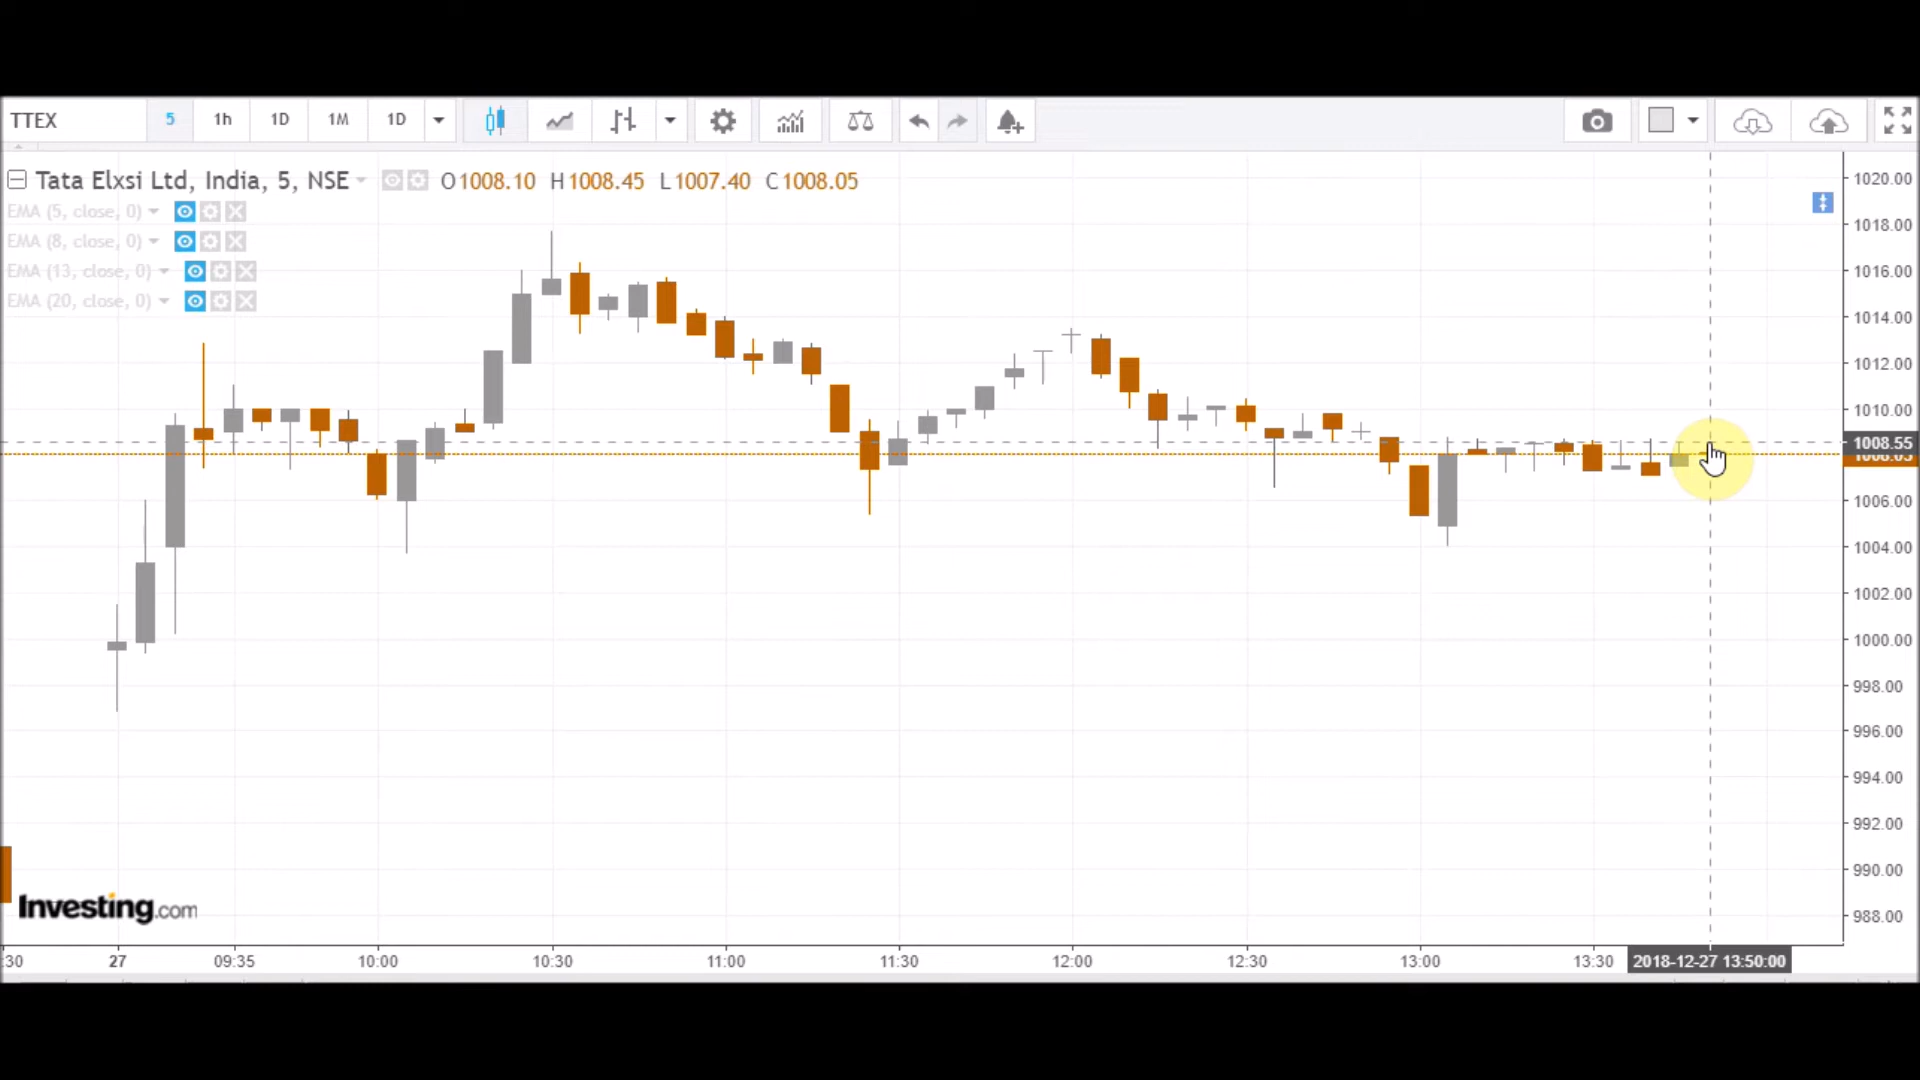 TTEX 5 1h 1D 1M 1D
Tata Elxsi Ltd, India, 5, NSE O1008.10 H1008.45 L1007.40 C1008.05
EMA (5, close, 0)
EMA (8, close, 0)
EMA (13, close, 0)
EMA (20, close, 0)
1020.00
1018.00
1016.00
1014.00
1012.00
1010.00
1008.55
1008.05
1006.00
1004.00
1002.00
1000.00
998.00
996.00
994.00
992.00
990.00
988.00
Investing.com
:30 27 09:35 10:00 10:30 11:00 11:30 12:00 12:30 13:00 13:30 2018-12-27 13:50:00